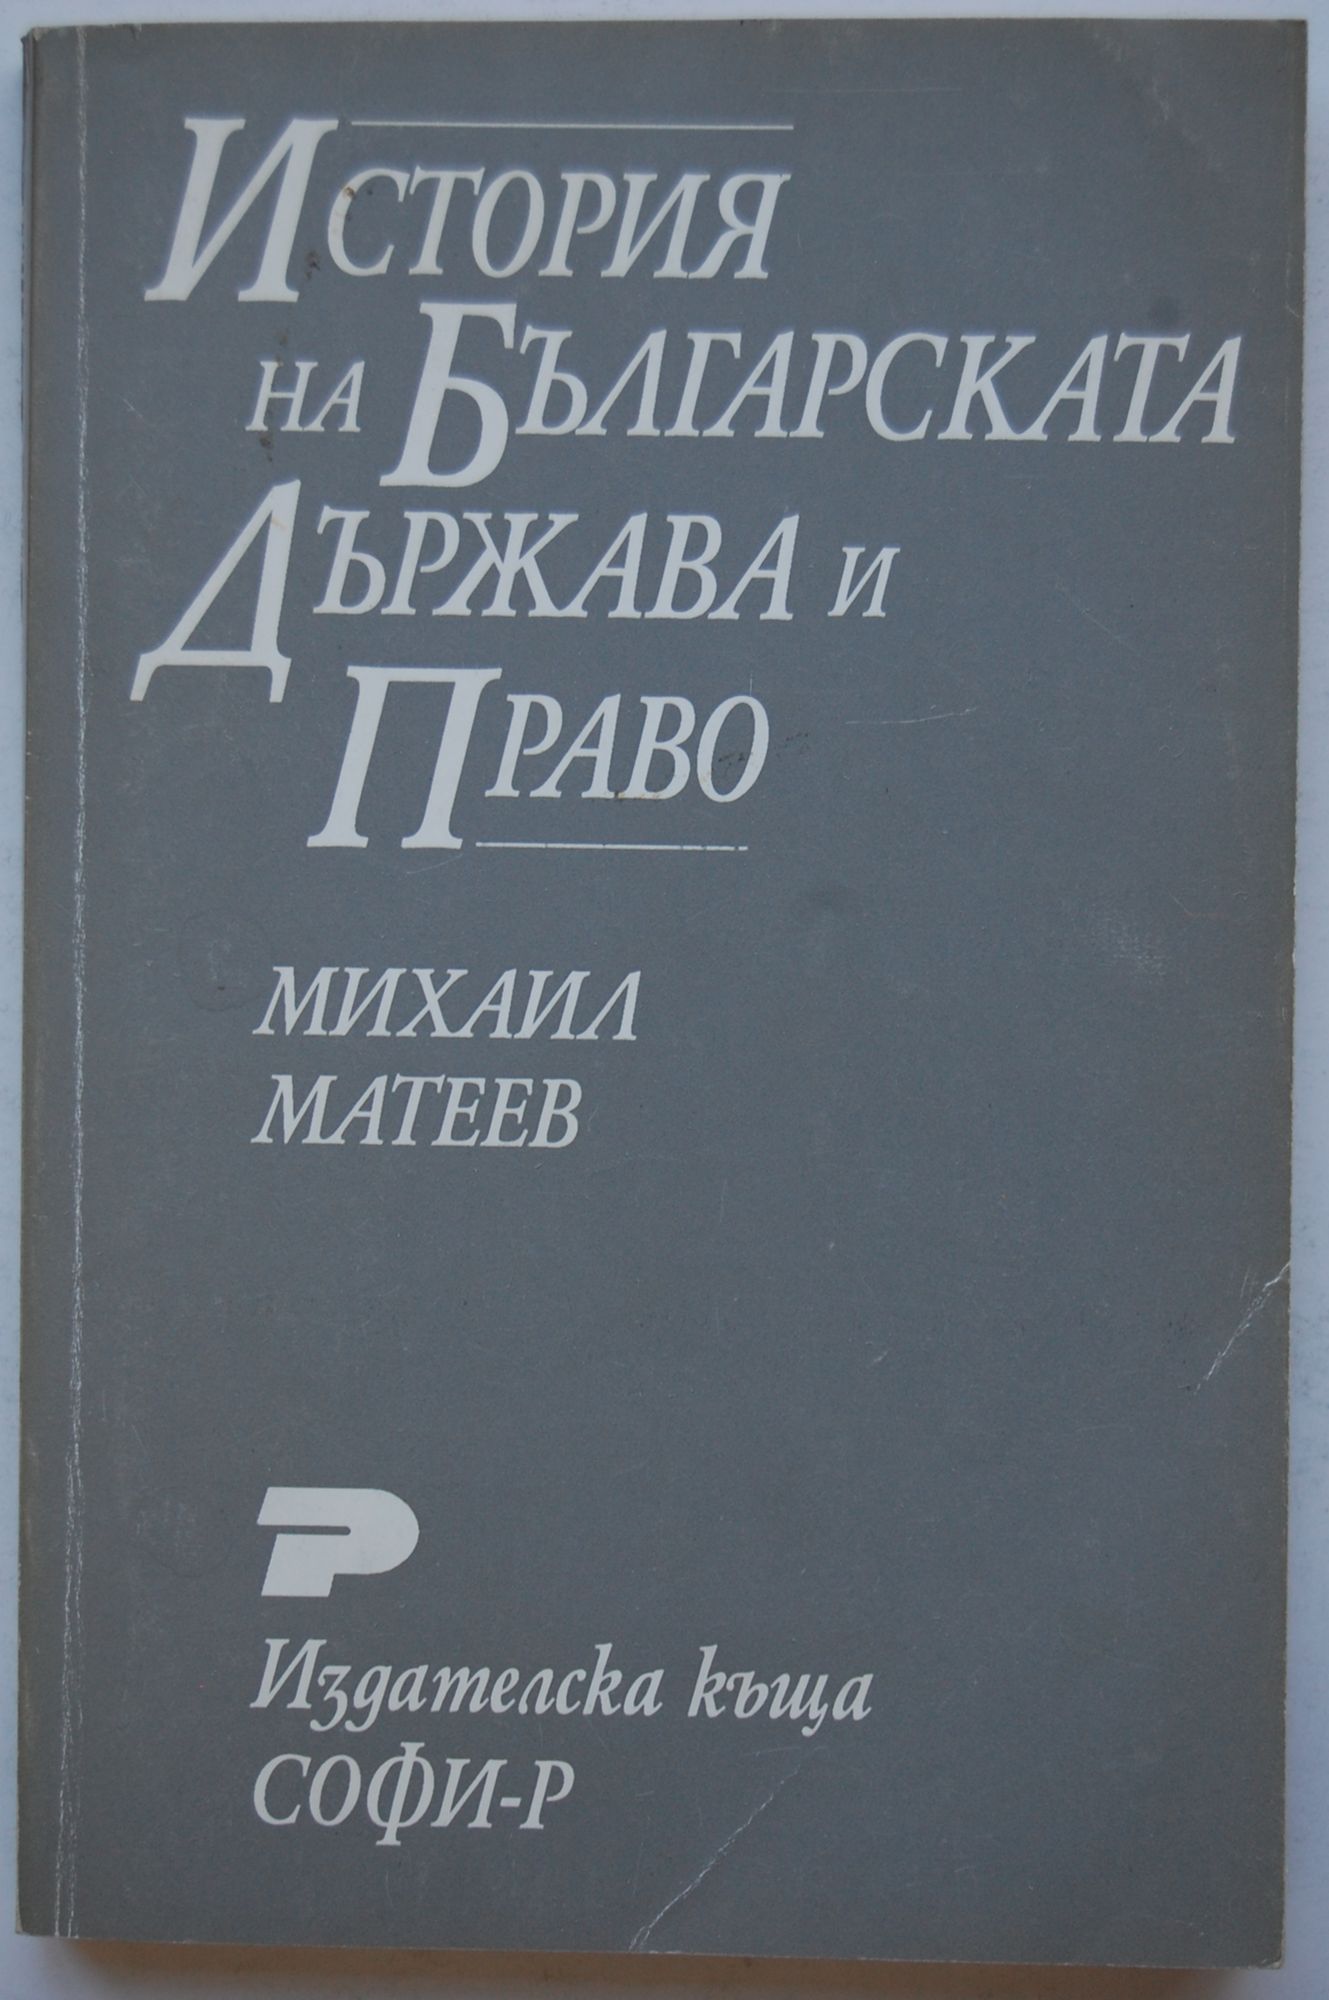 История
на Българската
Държава и
Право
МИХАИЛ
МАТЕЕВ
P
Издателска къща
СОФИ-Р